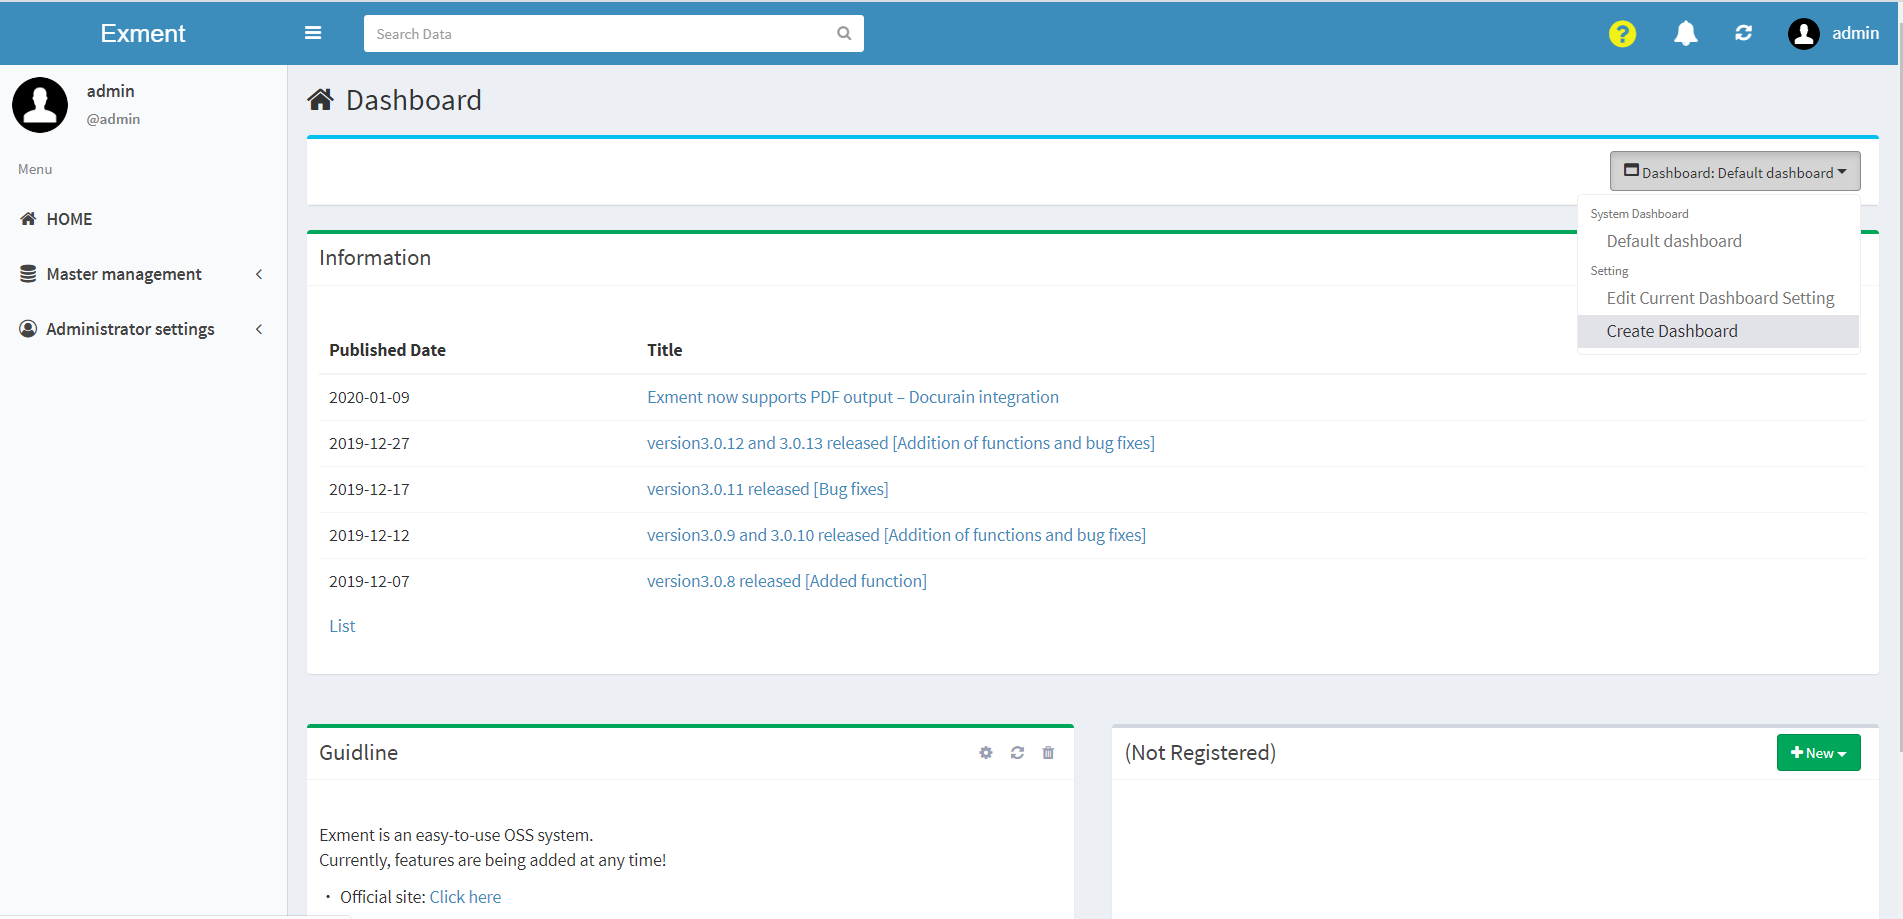 Exment
Search Data
?
admin
admin
@admin
Menu
HOME
Master management
Administrator settings
Dashboard
Dashboard: Default dashboard
System Dashboard
Default dashboard
Setting
Edit Current Dashboard Setting
Create Dashboard
Information
Published Date Title
2020-01-09 Exment now supports PDF output – Docurain integration
2019-12-27 version3.0.12 and 3.0.13 released [Addition of functions and bug fixes]
2019-12-17 version3.0.11 released [Bug fixes]
2019-12-12 version3.0.9 and 3.0.10 released [Addition of functions and bug fixes]
2019-12-07 version3.0.8 released [Added function]
List
Guidline
Exment is an easy-to-use OSS system.
Currently, features are being added at any time!
・ Official site: Click here
(Not Registered)
+ New